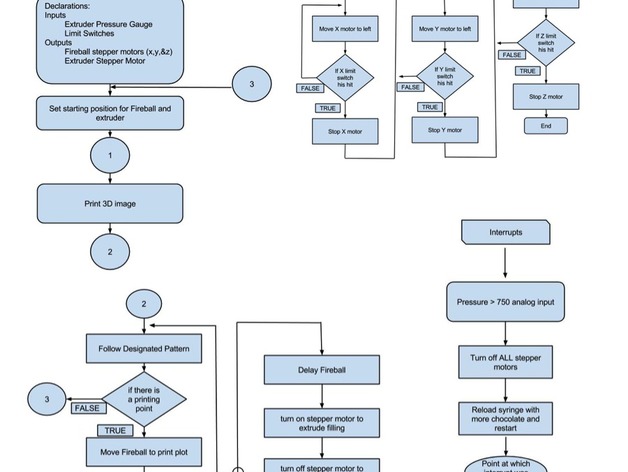 Declarations:
Inputs
Extruder Pressure Gauge
Limit Switches
Outputs
Fireball stepper motors (x,y,&z)
Extruder Stepper Motor
3
Set starting position for Fireball and
extruder
1
Print 3D image
2
Move X motor to left
If X limit
switch
his hit
FALSE
TRUE
Stop X motor
Move Y motor to left
If Y limit
switch
his hit
FALSE
TRUE
Stop Y motor
If Z limit
switch
his hit
FALSE
TRUE
Stop Z motor
End
2
Follow Designated Pattern
if there is
a printing
point
3
FALSE
TRUE
Move Fireball to print plot
Delay Fireball
turn on stepper motor to
extrude filling
turn off stepper motor to
Interrupts
Pressure > 750 analog input
Turn off ALL stepper
motors
Reload syringe with
more chocolate and
restart
Point at which